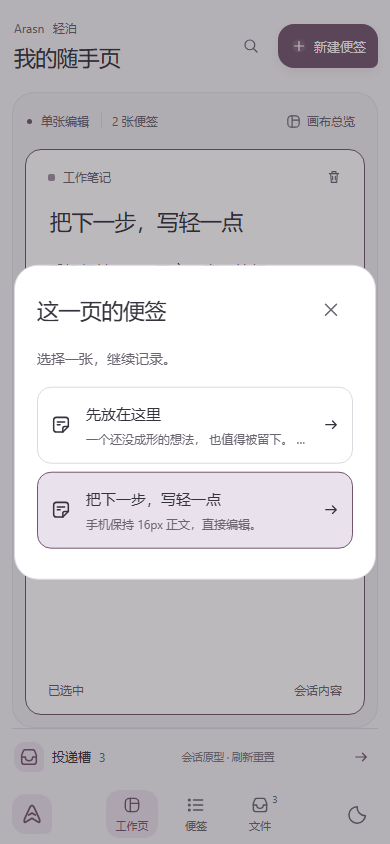 Arasn 轻泊
我的随手页
新建便签
单张编辑 2 张便签
画布总览
工作笔记
把下一步，写轻一点
这一页的便签
选择一张，继续记录。
先放在这里
一个还没成形的想法， 也值得被留下。 ...
把下一步，写轻一点
手机保持 16px 正文，直接编辑。
已选中
会话内容
投递槽 3
会话原型 · 刷新重置
工作页
便签
3
文件